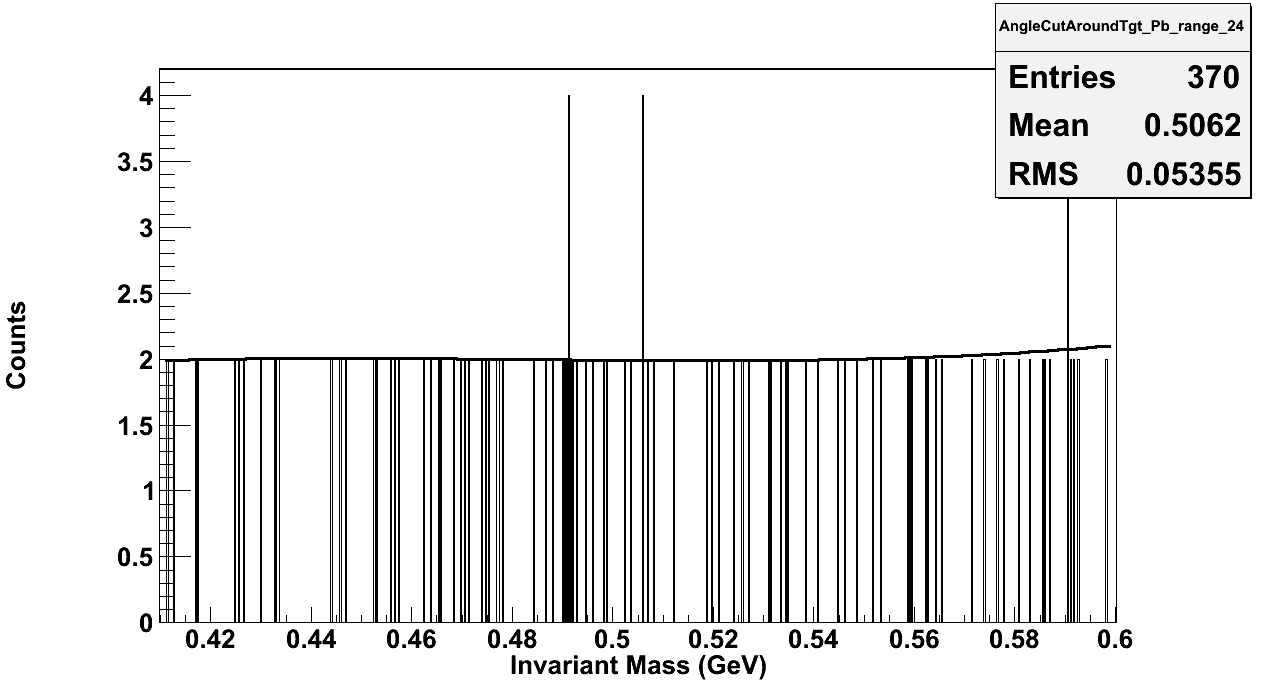 AngleCutAroundTgt_Pb_range_24
Entries 370
Mean 0.5062
RMS 0.05355
4
3.5
3
2.5
2
1.5
1
0.5
0
Counts
0.42 0.44 0.46 0.48 0.5 0.52 0.54 0.56 0.58 0.6
Invariant Mass (GeV)